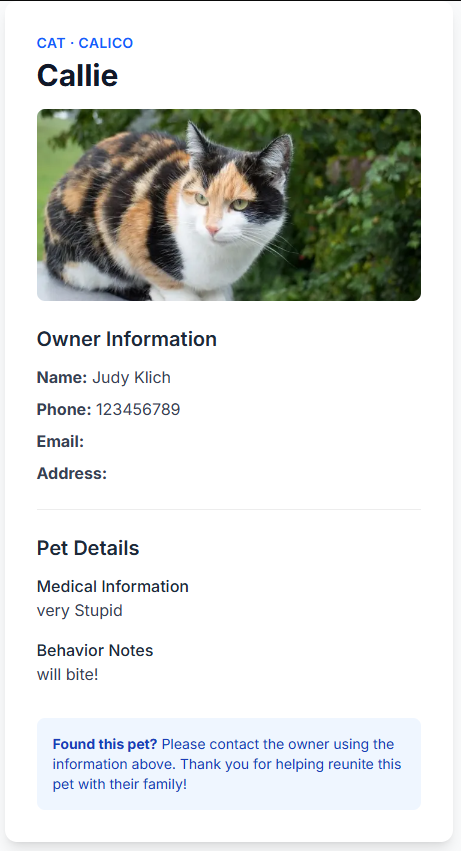 CAT · CALICO
Callie
Owner Information
Name: Judy Klich
Phone: 123456789
Email:
Address:
Pet Details
Medical Information
very Stupid
Behavior Notes
will bite!
Found this pet? Please contact the owner using the
information above. Thank you for helping reunite this
pet with their family!